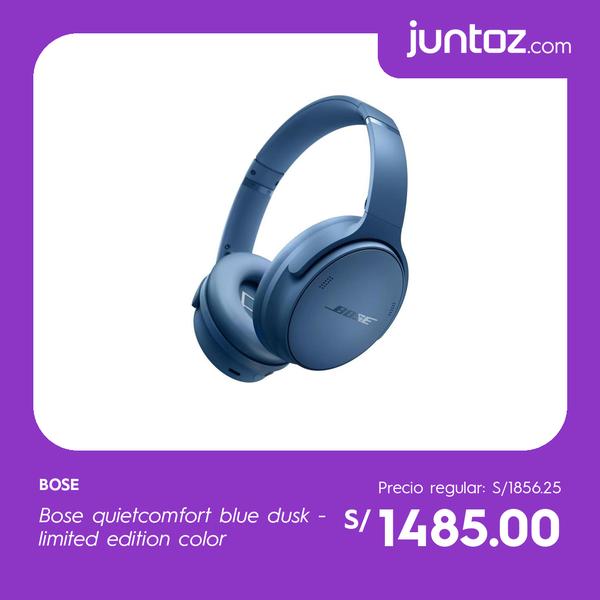 juntoz.com
BOSE
BOSE
Bose quietcomfort blue dusk -
limited edition color
Precio regular: S/1856.25
S/1485.00